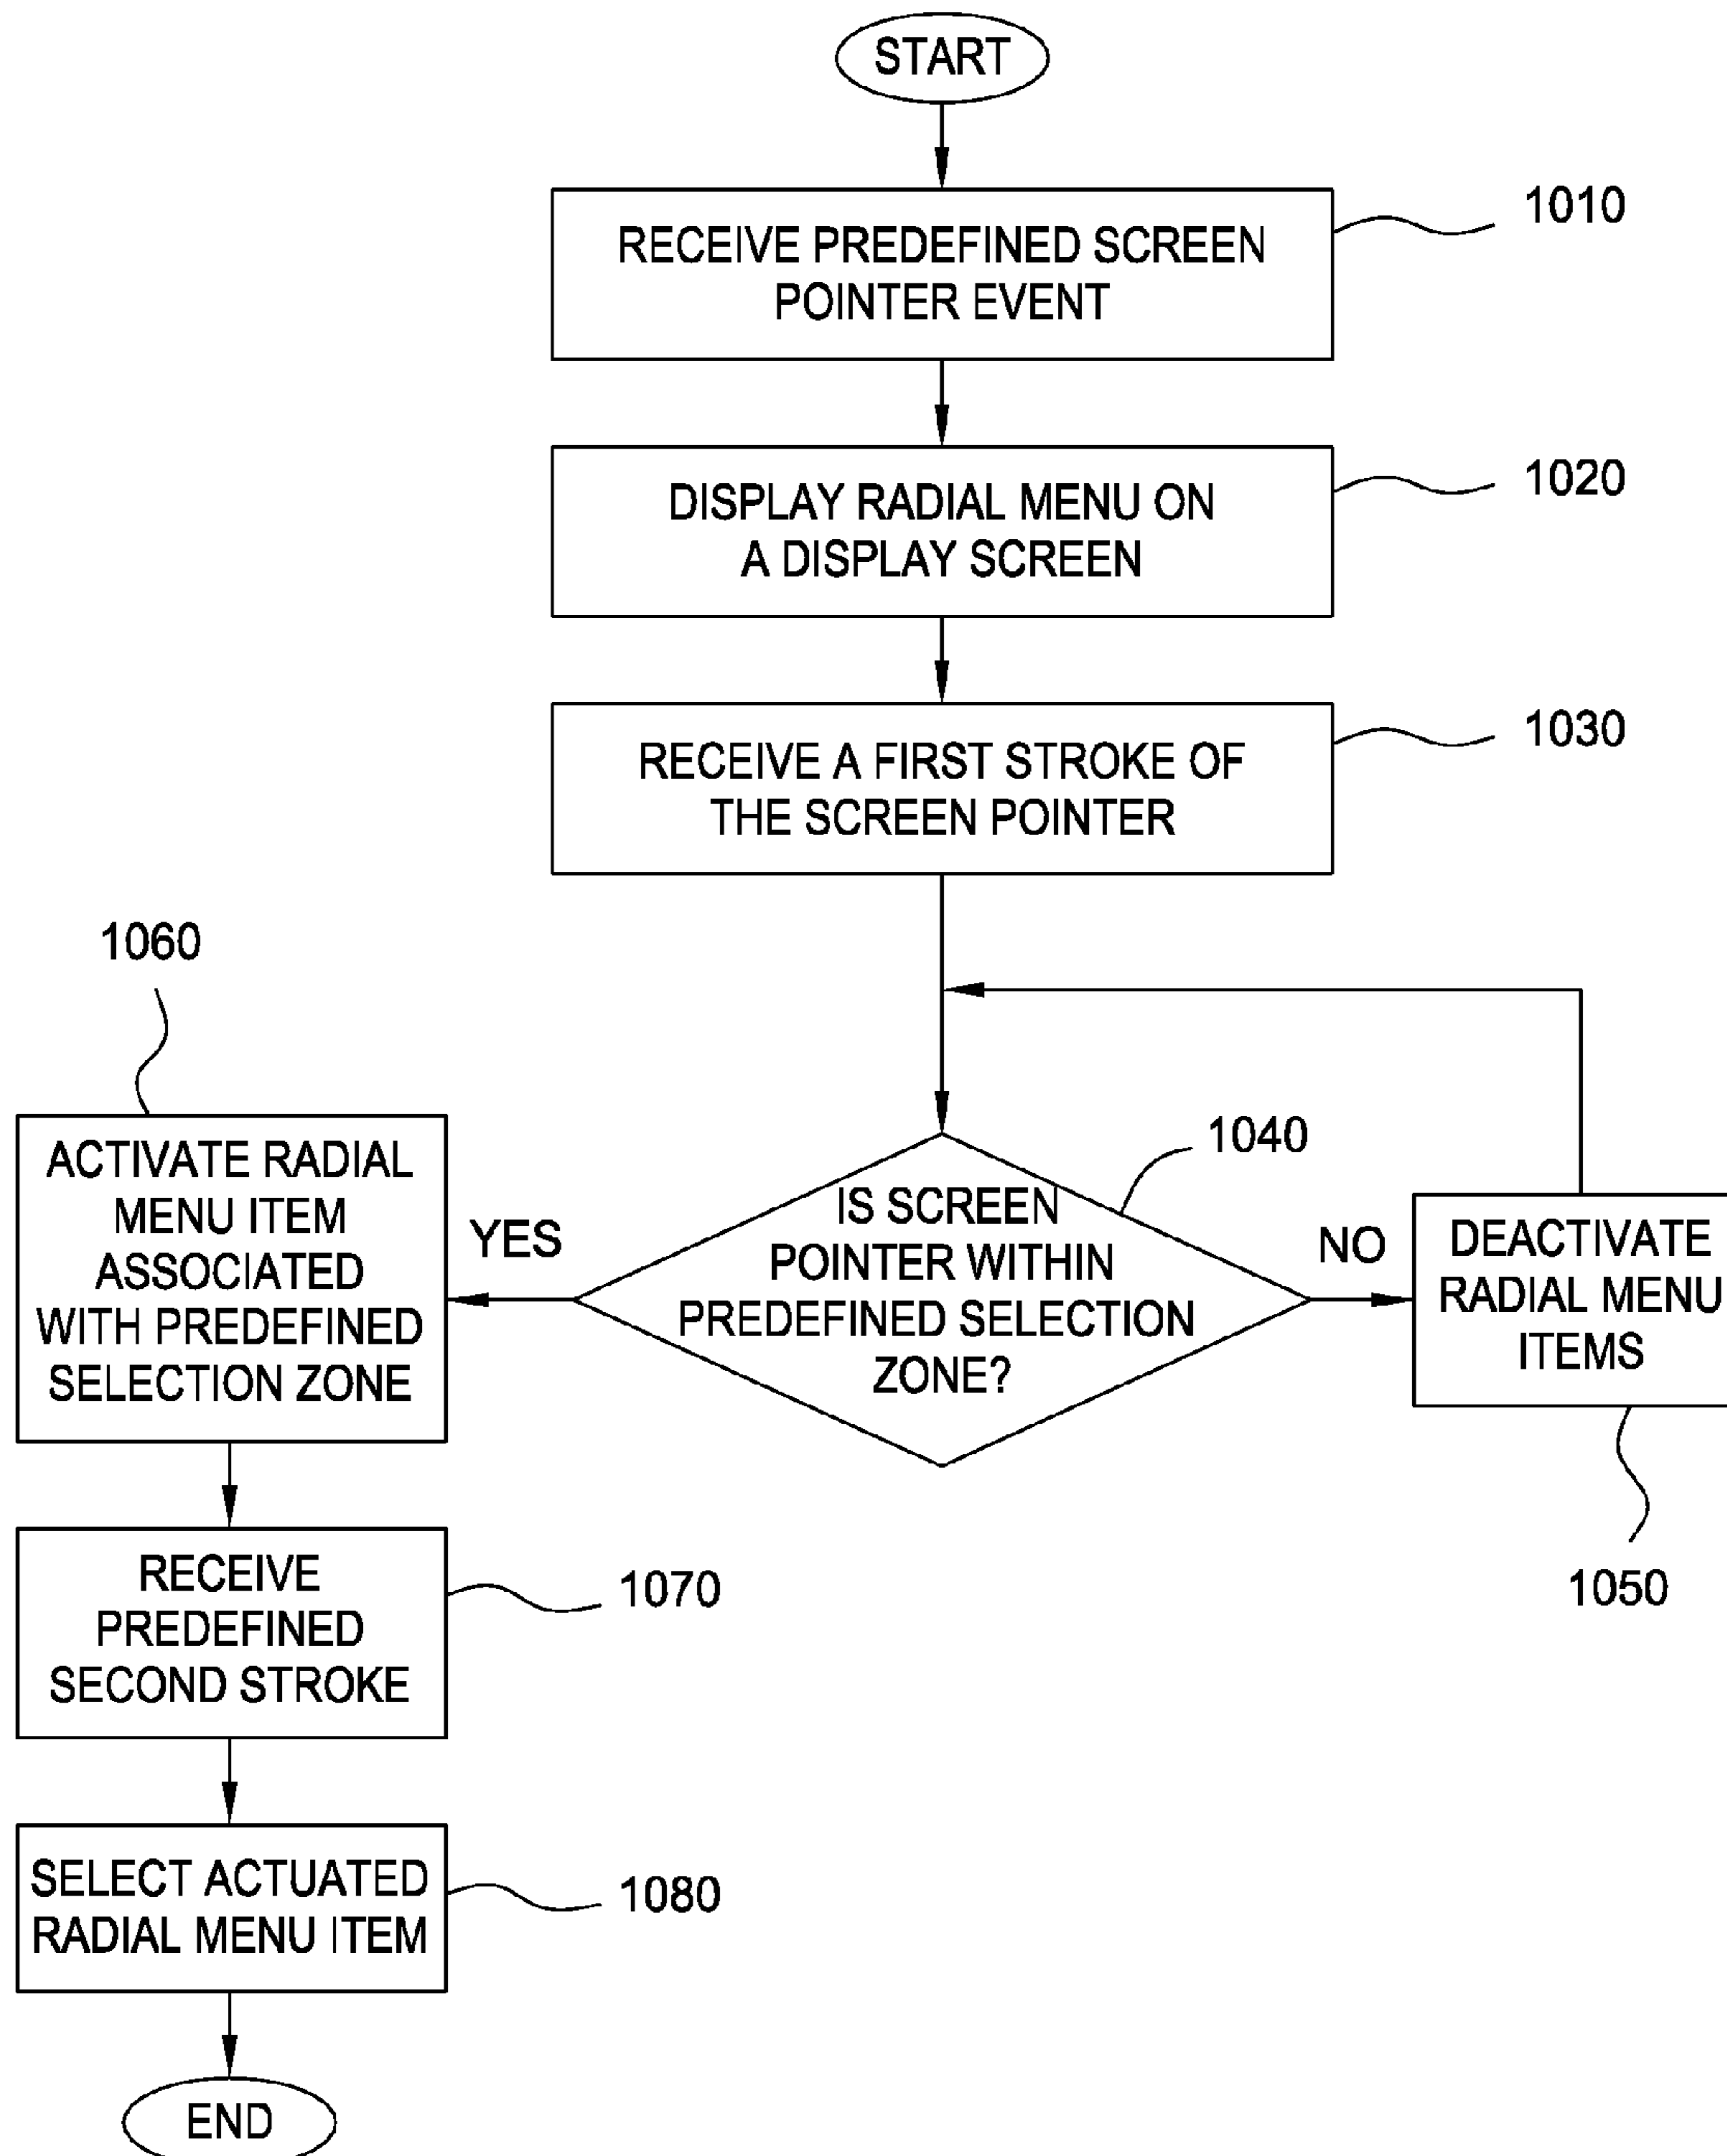 START
RECEIVE PREDEFINED SCREEN
POINTER EVENT
1010
DISPLAY RADIAL MENU ON
A DISPLAY SCREEN
1020
RECEIVE A FIRST STROKE OF
THE SCREEN POINTER
1030
1060
ACTIVATE RADIAL
MENU ITEM
ASSOCIATED
WITH PREDEFINED
SELECTION ZONE
YES
IS SCREEN
POINTER WITHIN
PREDEFINED SELECTION
ZONE?
1040
NO
DEACTIVATE
RADIAL MENU
ITEMS
1050
RECEIVE
PREDEFINED
SECOND STROKE
1070
SELECT ACTUATED
RADIAL MENU ITEM
1080
END